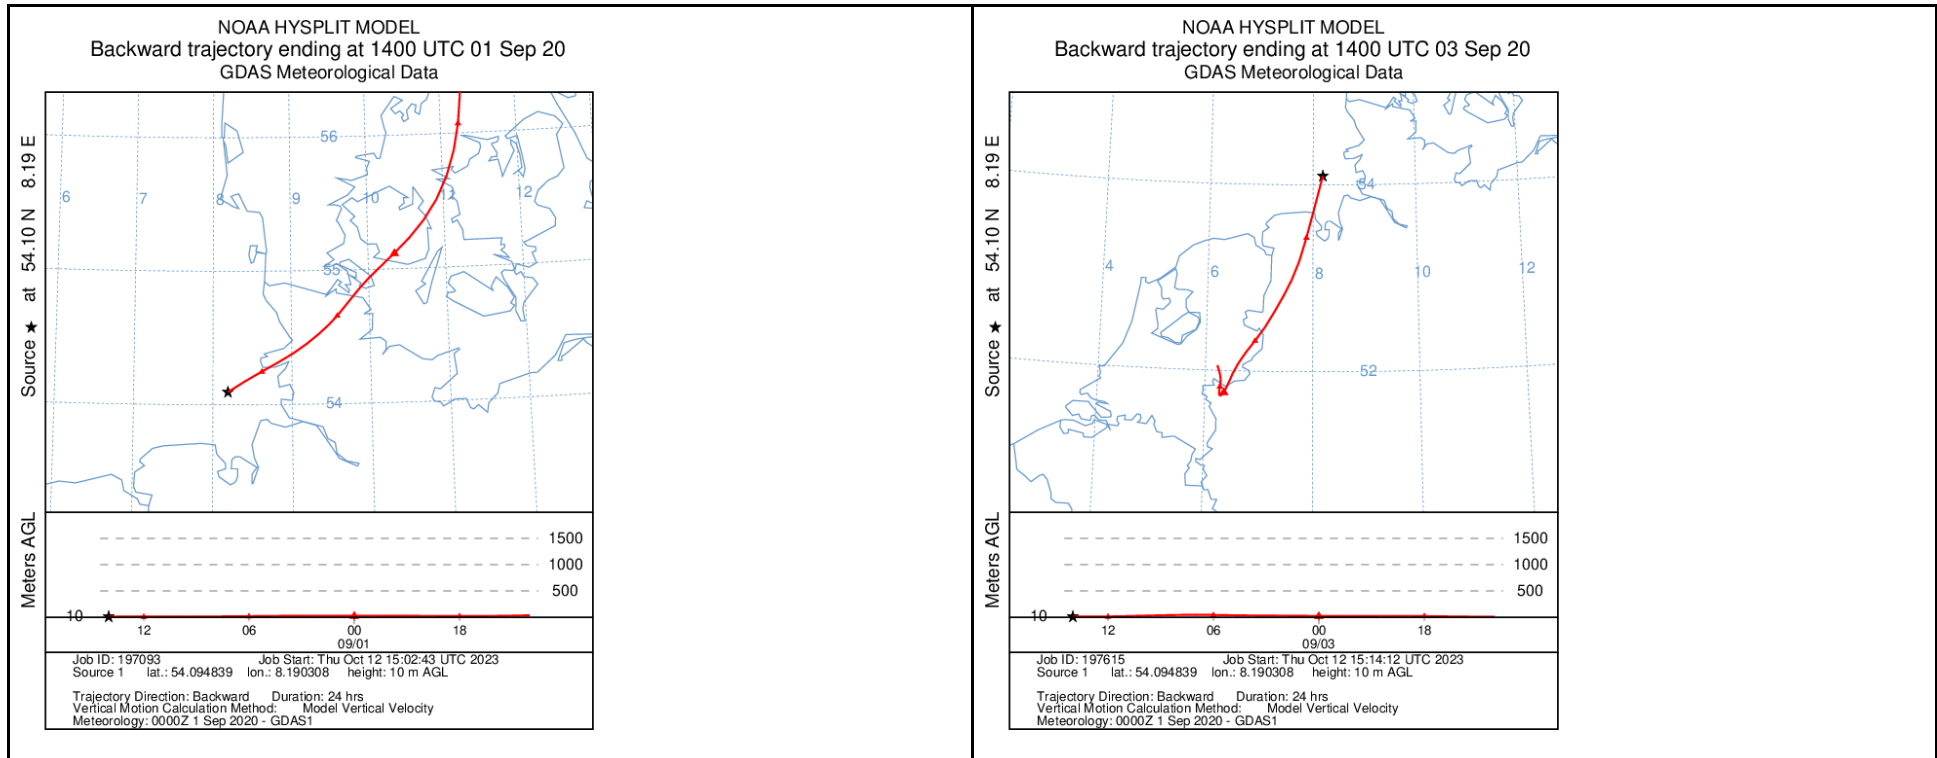 NOAA HYSPLIT MODEL
Backward trajectory ending at 1400 UTC 01 Sep 20
GDAS Meteorological Data
Source ★ at 54.10 N 8.19 E
56
6
7
8
9
10
11
12
55
54
Meters AGL
1500
1000
500
10
12
06
00
18
09/01
Job ID: 197093 Job Start: Thu Oct 12 15:02:43 UTC 2023
Source 1 lat.: 54.094839 lon.: 8.190308 height: 10 m AGL
Trajectory Direction: Backward Duration: 24 hrs
Vertical Motion Calculation Method: Model Vertical Velocity
Meteorology: 0000Z 1 Sep 2020 - GDAS1
NOAA HYSPLIT MODEL
Backward trajectory ending at 1400 UTC 03 Sep 20
GDAS Meteorological Data
Source ★ at 54.10 N 8.19 E
54
4
6
8
10
12
52
Meters AGL
1500
1000
500
10
12
06
00
18
09/03
Job ID: 197615 Job Start: Thu Oct 12 15:14:12 UTC 2023
Source 1 lat.: 54.094839 lon.: 8.190308 height: 10 m AGL
Trajectory Direction: Backward Duration: 24 hrs
Vertical Motion Calculation Method: Model Vertical Velocity
Meteorology: 0000Z 1 Sep 2020 - GDAS1